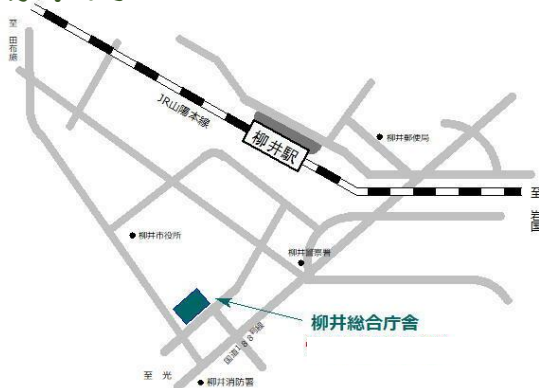 至 田布施
JR山陽本線
柳井駅
柳井郵便局
至 岩国
柳井市役所
柳井警察署
柳井総合庁舎
国道188号線
至 光
柳井消防署